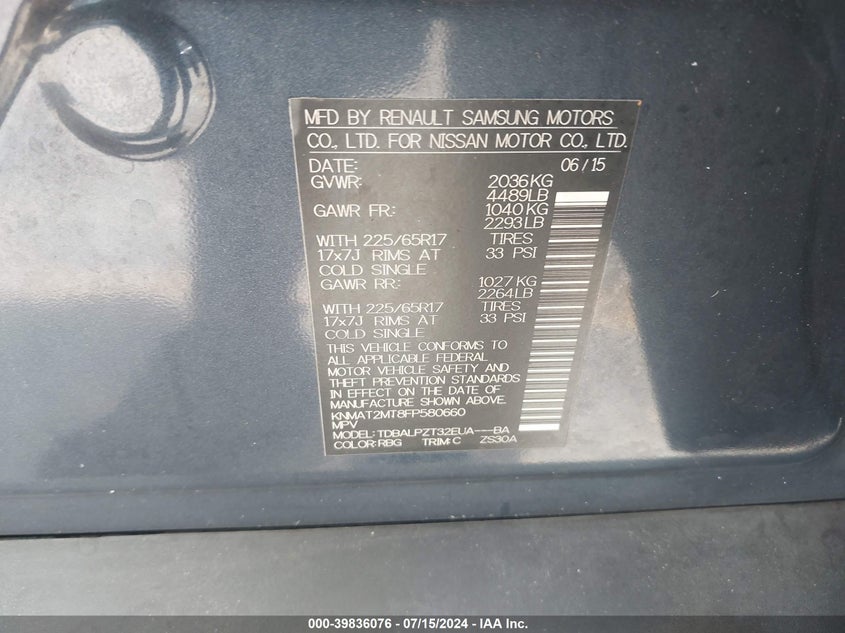 MFD BY RENAULT SAMSUNG MOTORS
CO., LTD. FOR NISSAN MOTOR CO., LTD.
DATE: 06/15
GVWR: 2036KG
4489LB
GAWR FR: 1040KG
2293LB
WITH 225/65R17 TIRES
17x7J RIMS AT 33 PSI
COLD SINGLE
GAWR RR: 1027KG
2264LB
WITH 225/65R17 TIRES
17x7J RIMS AT 33 PSI
COLD SINGLE
THIS VEHICLE CONFORMS TO
ALL APPLICABLE FEDERAL
MOTOR VEHICLE SAFETY AND
THEFT PREVENTION STANDARDS
IN EFFECT ON THE DATE OF
MANUFACTURE SHOWN ABOVE.
KNMAT2MT8FP580660
MPV
MODEL: TDBALPZT32EUA---BA
COLOR: RBG TRIM: C ZS30A
000-39836076 - 07/15/2024 - IAA Inc.